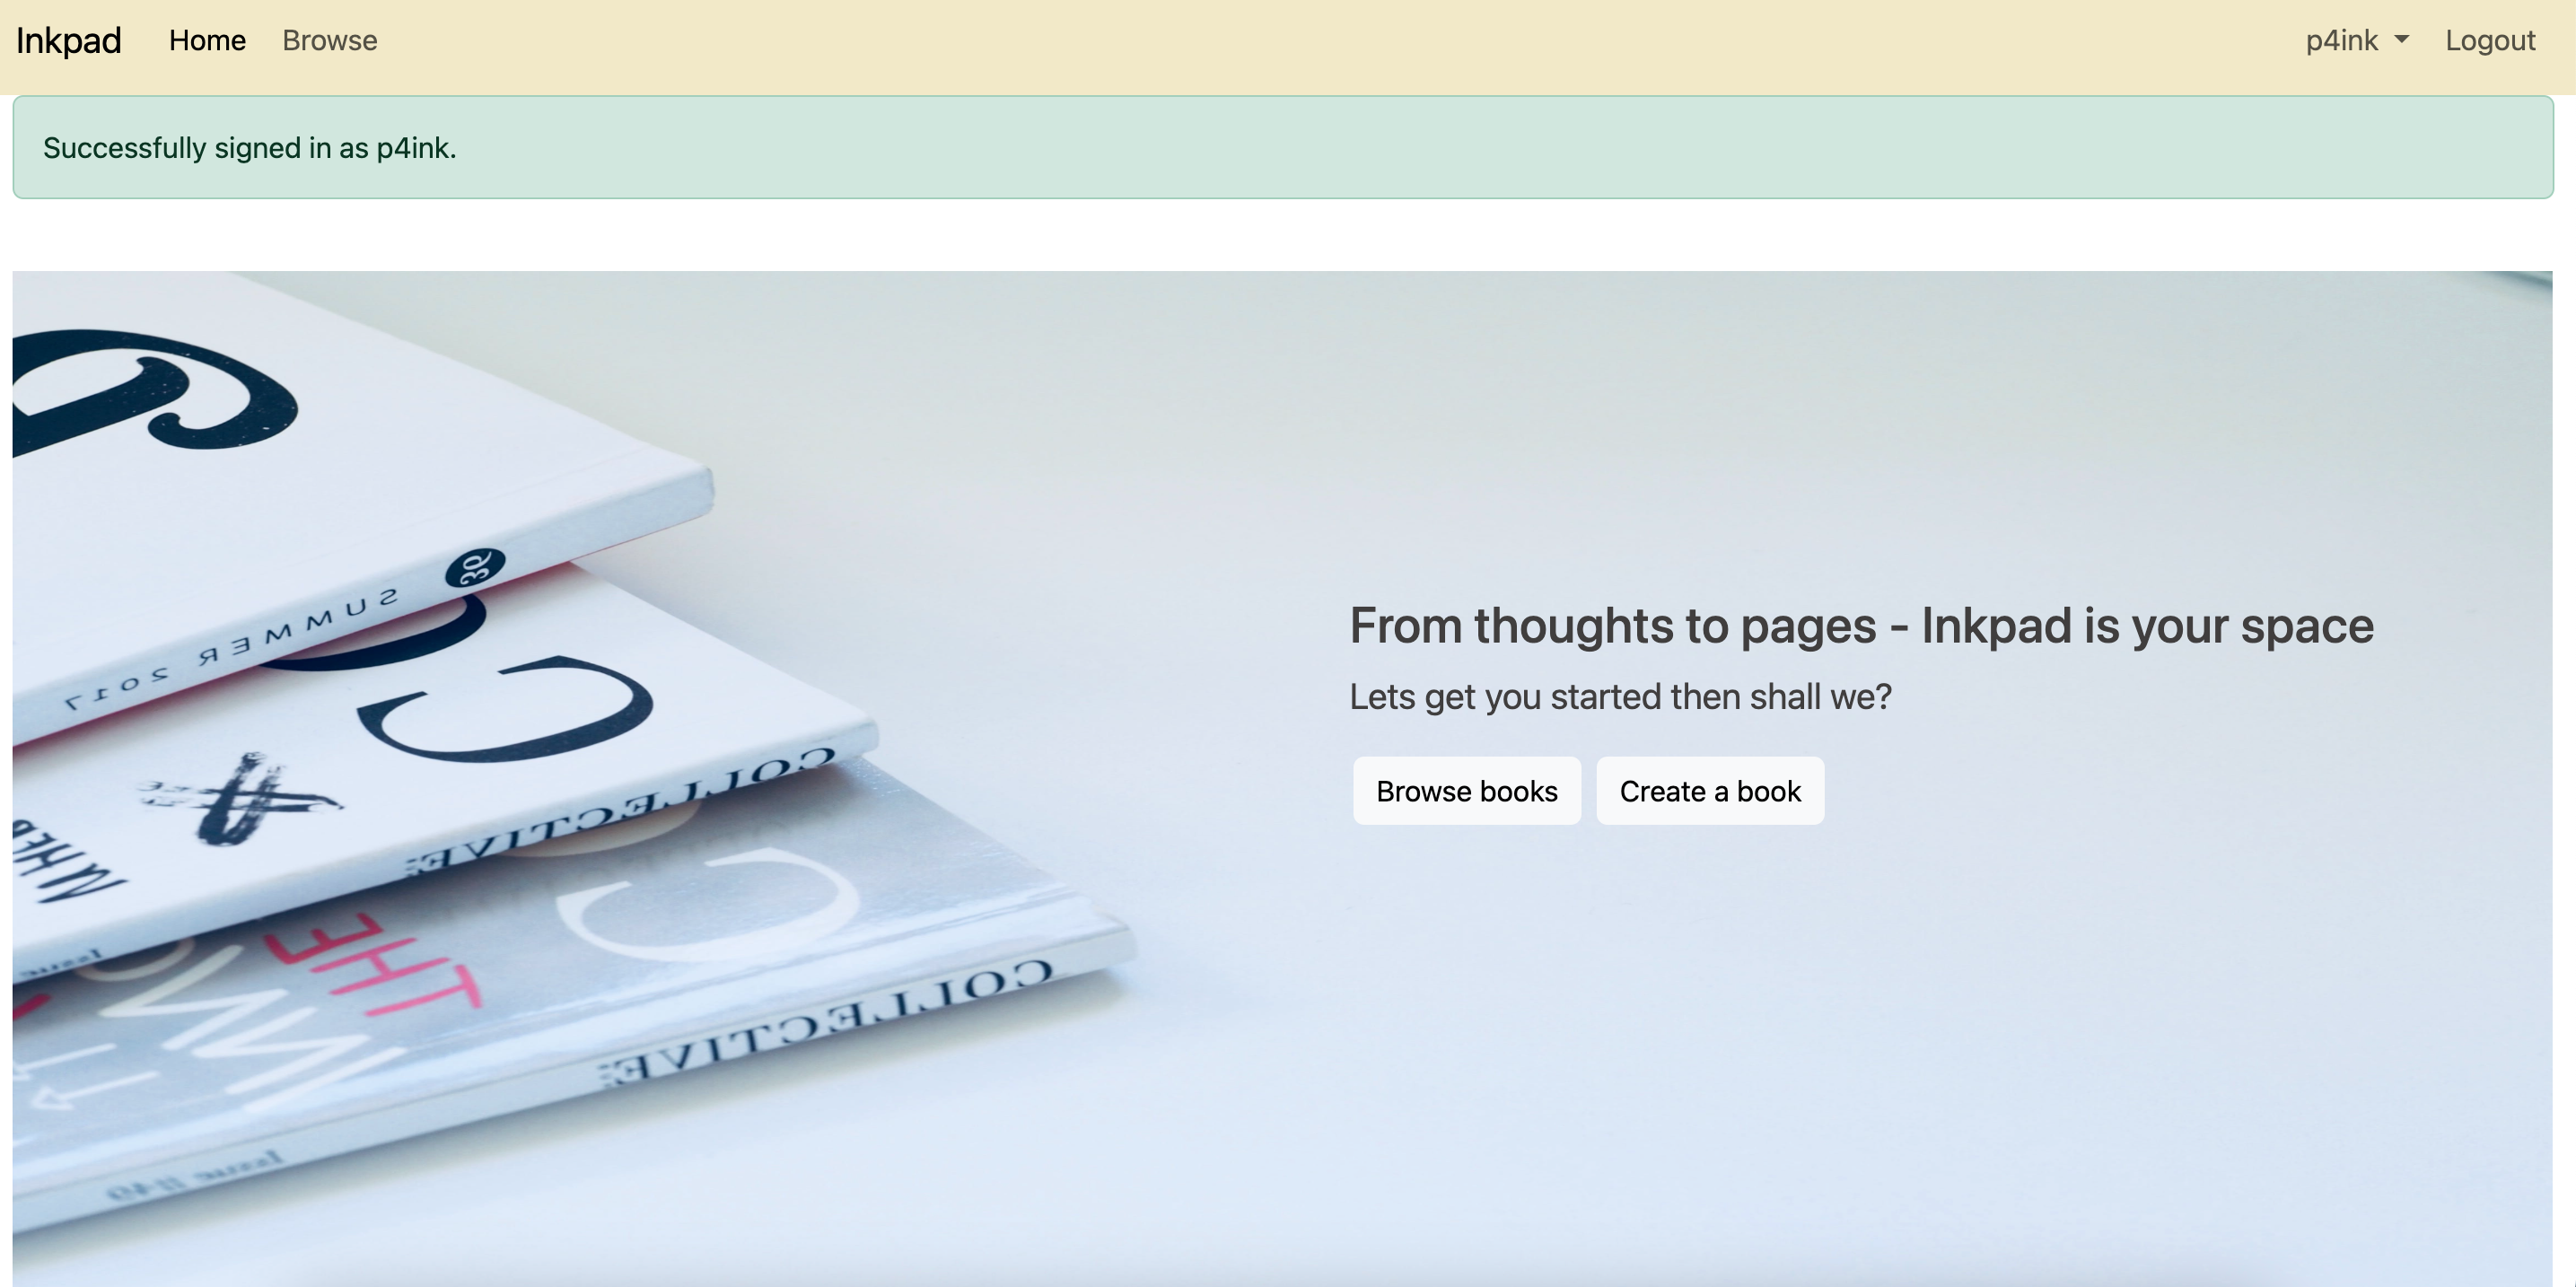 Inkpad Home Browse p4ink Logout
Successfully signed in as p4ink.
SUMMER 2017
From thoughts to pages - Inkpad is your space
Lets get you started then shall we?
Browse books Create a book
COLLECTIVE
THE
COLLECTIVE
Issue